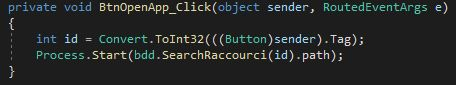 private void BtnOpenApp_Click(object sender, RoutedEventArgs e)
{
    int id = Convert.ToInt32(((Button)sender).Tag);
    Process.Start(bdd.SearchRaccourci(id).path);
}